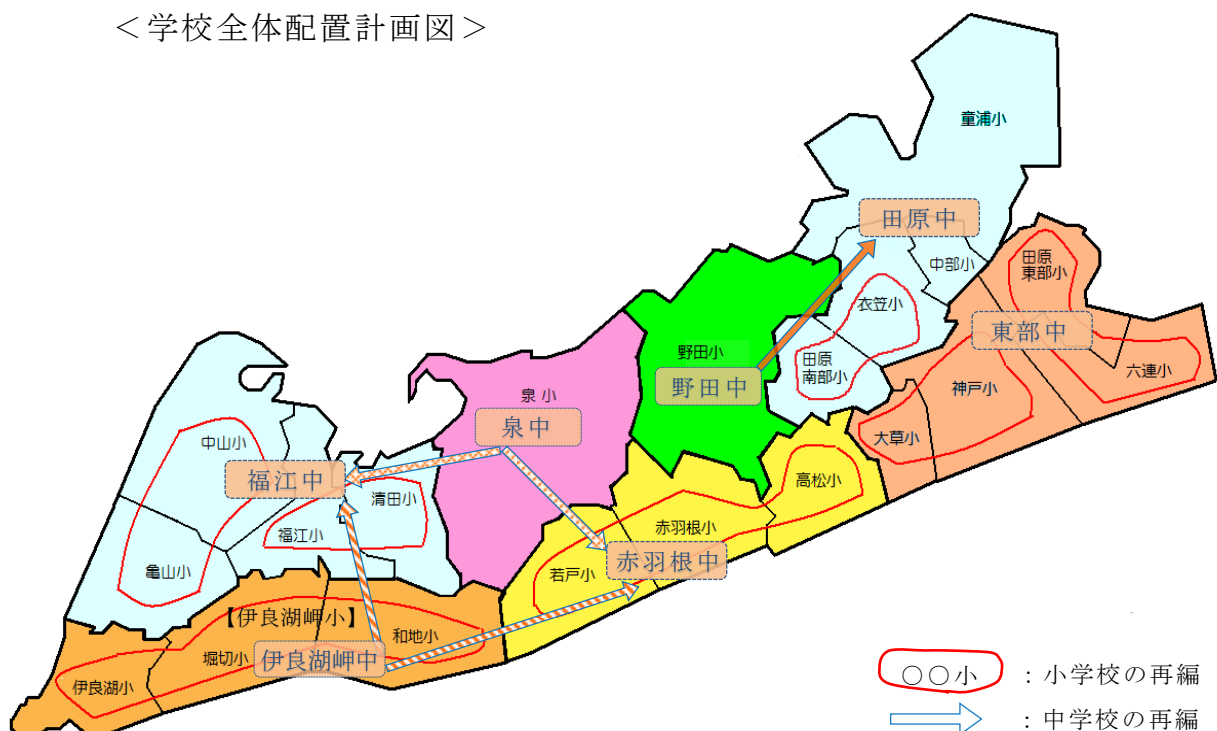 ＜学校全体配置計画図＞
童浦小
田原中
中部小
田原
東部小
衣笠小
東部中
野田小
田原
南部小
六連小
野田中
神戸小
泉小
泉中
大草小
中山小
高松小
福江中
清田小
赤羽根小
福江小
赤羽根中
若戸小
亀山小
【伊良湖岬小】
和地小
堀切小
伊良湖岬中
伊良湖小
○○小
：小学校の再編
：中学校の再編